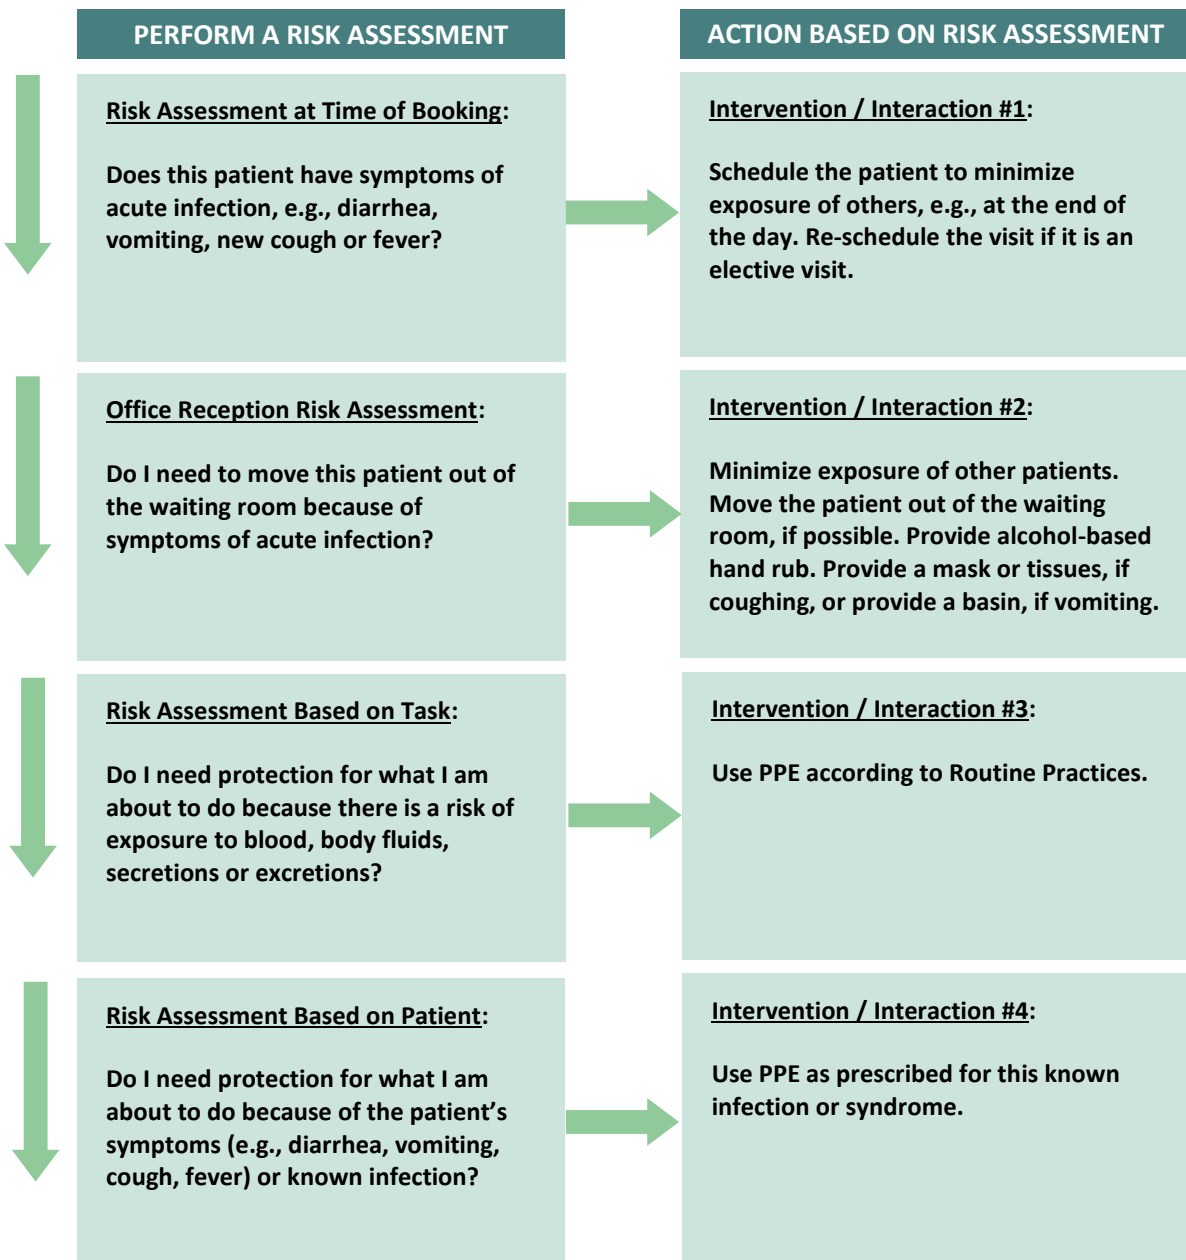 PERFORM A RISK ASSESSMENT
ACTION BASED ON RISK ASSESSMENT
Risk Assessment at Time of Booking:
Does this patient have symptoms of
acute infection, e.g., diarrhea,
vomiting, new cough or fever?
Intervention / Interaction #1:
Schedule the patient to minimize
exposure of others, e.g., at the end of
the day. Re-schedule the visit if it is an
elective visit.
Office Reception Risk Assessment:
Do I need to move this patient out of
the waiting room because of
symptoms of acute infection?
Intervention / Interaction #2:
Minimize exposure of other patients.
Move the patient out of the waiting
room, if possible. Provide alcohol-based
hand rub. Provide a mask or tissues, if
coughing, or provide a basin, if vomiting.
Risk Assessment Based on Task:
Do I need protection for what I am
about to do because there is a risk of
exposure to blood, body fluids,
secretions or excretions?
Intervention / Interaction #3:
Use PPE according to Routine Practices.
Risk Assessment Based on Patient:
Do I need protection for what I am
about to do because of the patient’s
symptoms (e.g., diarrhea, vomiting,
cough, fever) or known infection?
Intervention / Interaction #4:
Use PPE as prescribed for this known
infection or syndrome.